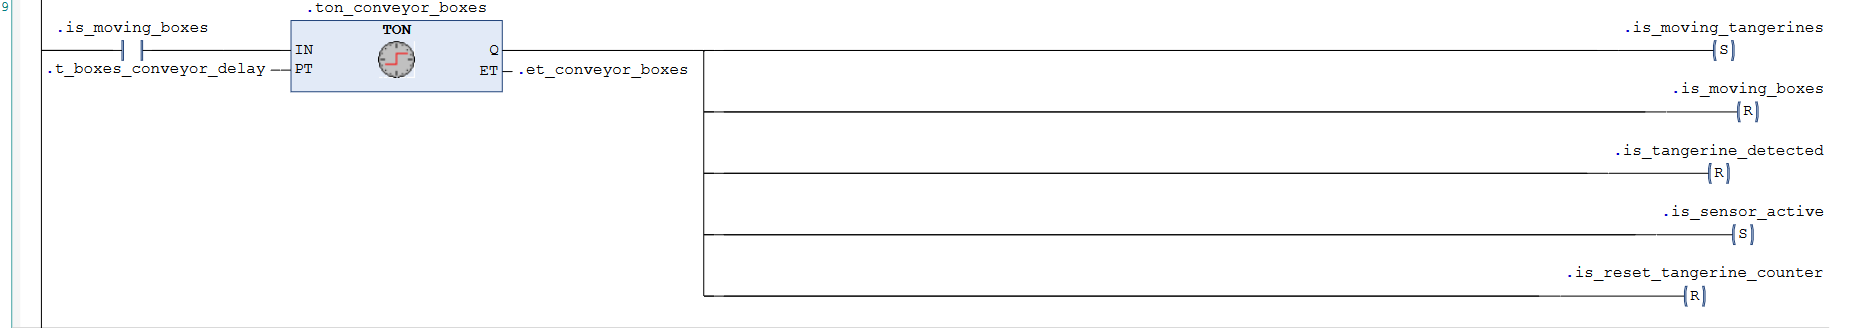 9
.ton_conveyor_boxes
.is_moving_boxes
TON
.is_moving_tangerines
IN
Q
S
.t_boxes_conveyor_delay
PT
ET
.et_conveyor_boxes
.is_moving_boxes
R
.is_tangerine_detected
R
.is_sensor_active
S
.is_reset_tangerine_counter
R